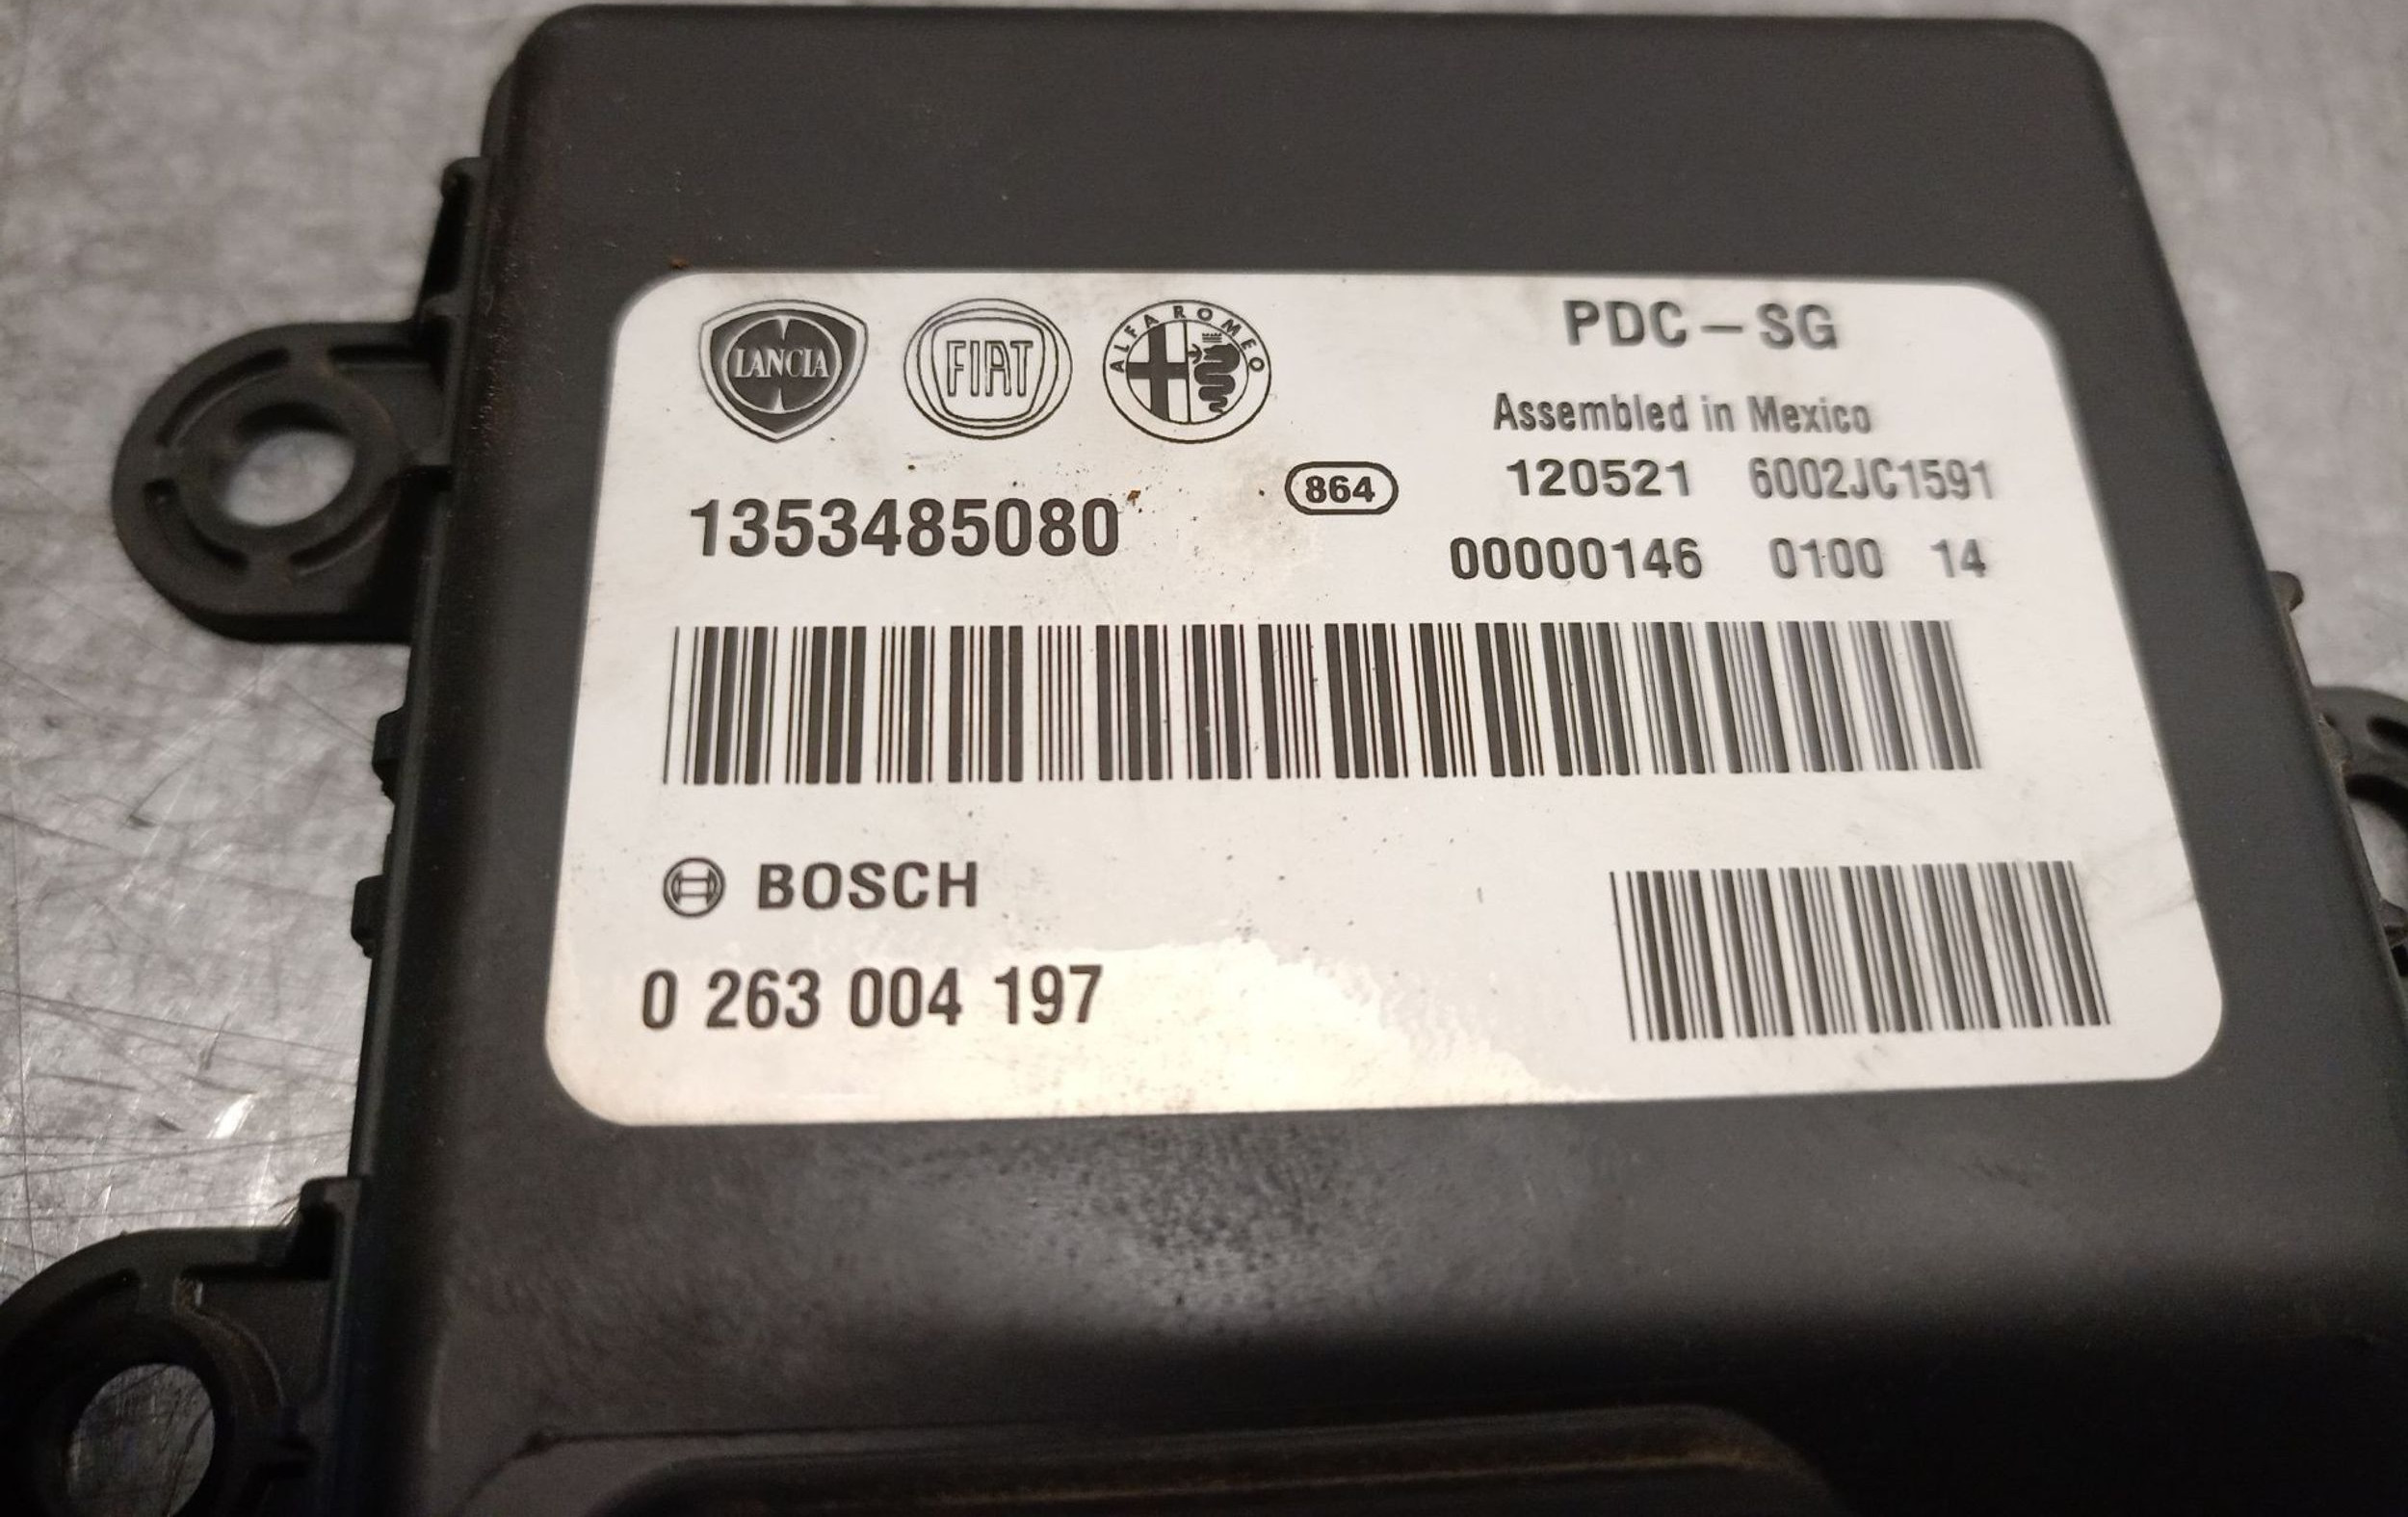 LANCIA
FIAT
ALFA ROMEO
PDC – SG
Assembled in Mexico
1353485080
864
120521 6002JC1591
00000146 0100 14
BOSCH
0 263 004 197